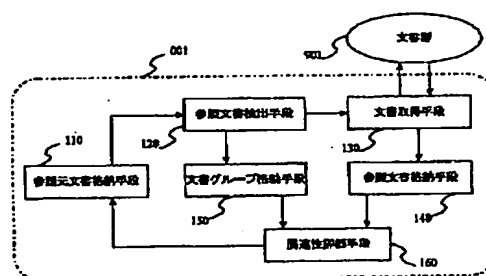 文書群
901
001
参照文書検出手段
120
文書取得手段
130
110
参照元文書格納手段
文書グループ格納手段
150
参照文書格納手段
140
関連性評価手段
160